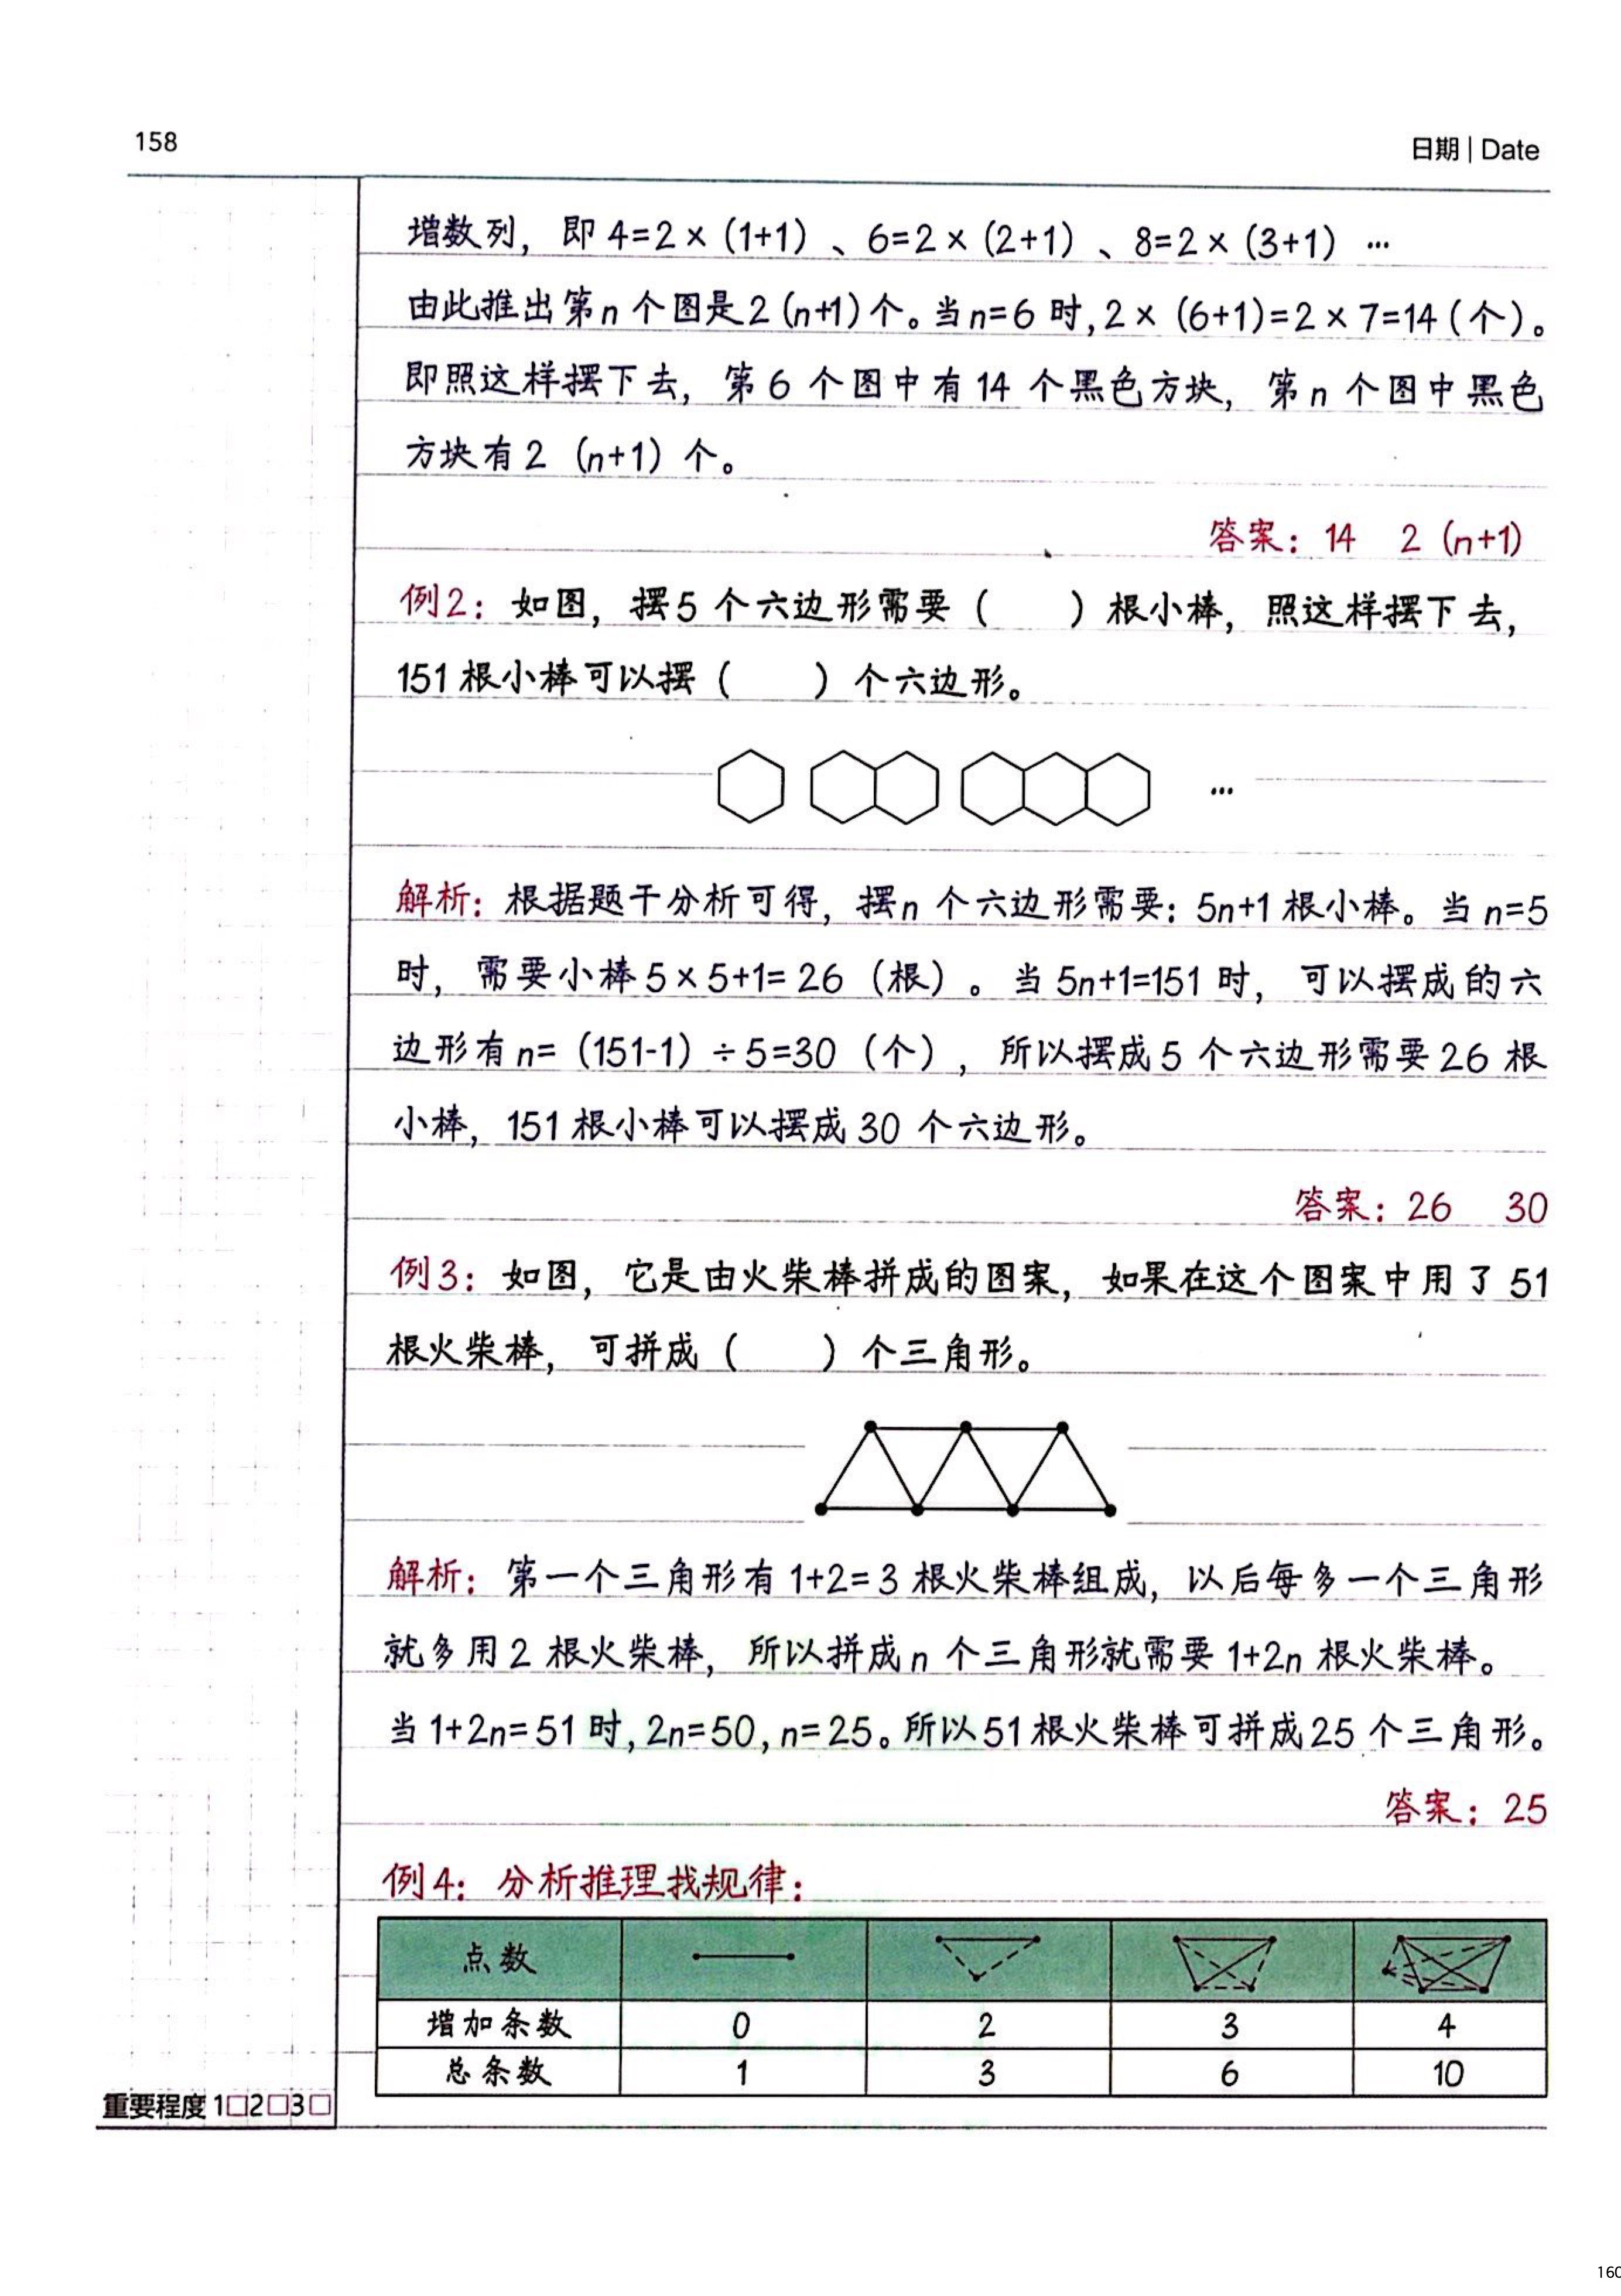 158
日期 | Date
增数列，即4=2×（1+1）、6=2×（2+1）、8=2×（3+1）…
由此推出第n个图是2(n+1)个。当n=6时,2×（6+1)=2×7=14(个)。
即照这样摆下去，第6个图中有14个黑色方块，第n个图中黑色
方块有2（n+1）个。
答案：14 2（n+1）
例2：如图，摆5个六边形需要（ ）根小棒，照这样摆下去，
151根小棒可以摆（ ）个六边形。
…
解析：根据题干分析可得，摆n个六边形需要：5n+1根小棒。当n=5
时，需要小棒5×5+1=26（根）。当5n+1=151时，可以摆成的六
边形有n=（151-1）÷5=30（个），所以摆成5个六边形需要26根
小棒，151根小棒可以摆成30个六边形。
答案：26 30
例3：如图，它是由火柴棒拼成的图案，如果在这个图案中用了51
根火柴棒，可拼成（ ）个三角形。
解析：第一个三角形有1+2=3根火柴棒组成，以后每多一个三角形
就多用2根火柴棒，所以拼成n个三角形就需要1+2n根火柴棒。
当1+2n=51时,2n=50,n=25。所以51根火柴棒可拼成25个三角形。
答案：25
例4：分析推理找规律：
点数
增加条数 0 2 3 4
总条数 1 3 6 10
重要程度 1□2□3□
160